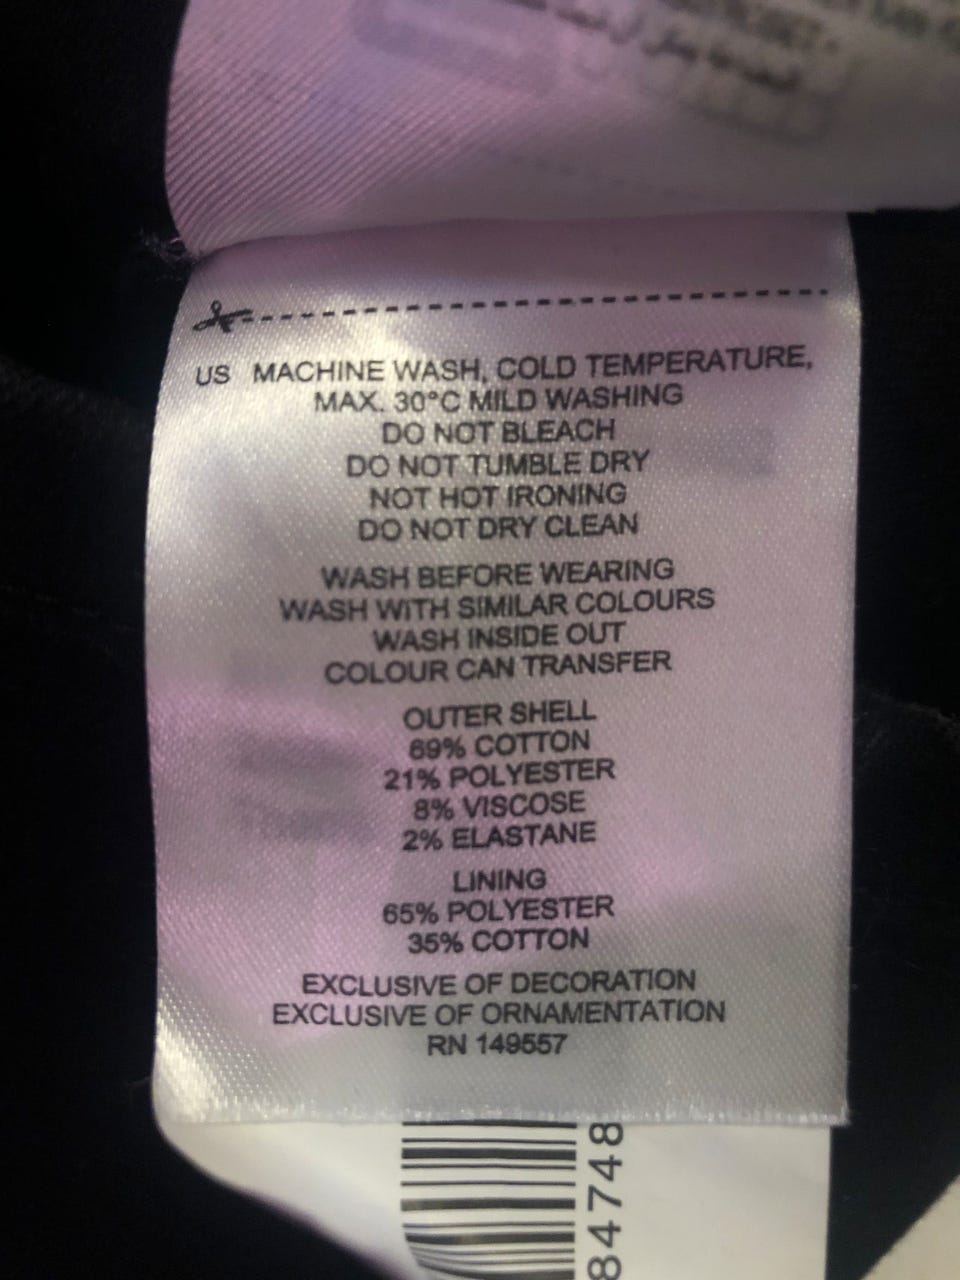 US MACHINE WASH, COLD TEMPERATURE,
MAX. 30°C MILD WASHING
DO NOT BLEACH
DO NOT TUMBLE DRY
NOT HOT IRONING
DO NOT DRY CLEAN
WASH BEFORE WEARING
WASH WITH SIMILAR COLOURS
WASH INSIDE OUT
COLOUR CAN TRANSFER
OUTER SHELL
69% COTTON
21% POLYESTER
8% VISCOSE
2% ELASTANE
LINING
65% POLYESTER
35% COTTON
EXCLUSIVE OF DECORATION
EXCLUSIVE OF ORNAMENTATION
RN 149557
84748